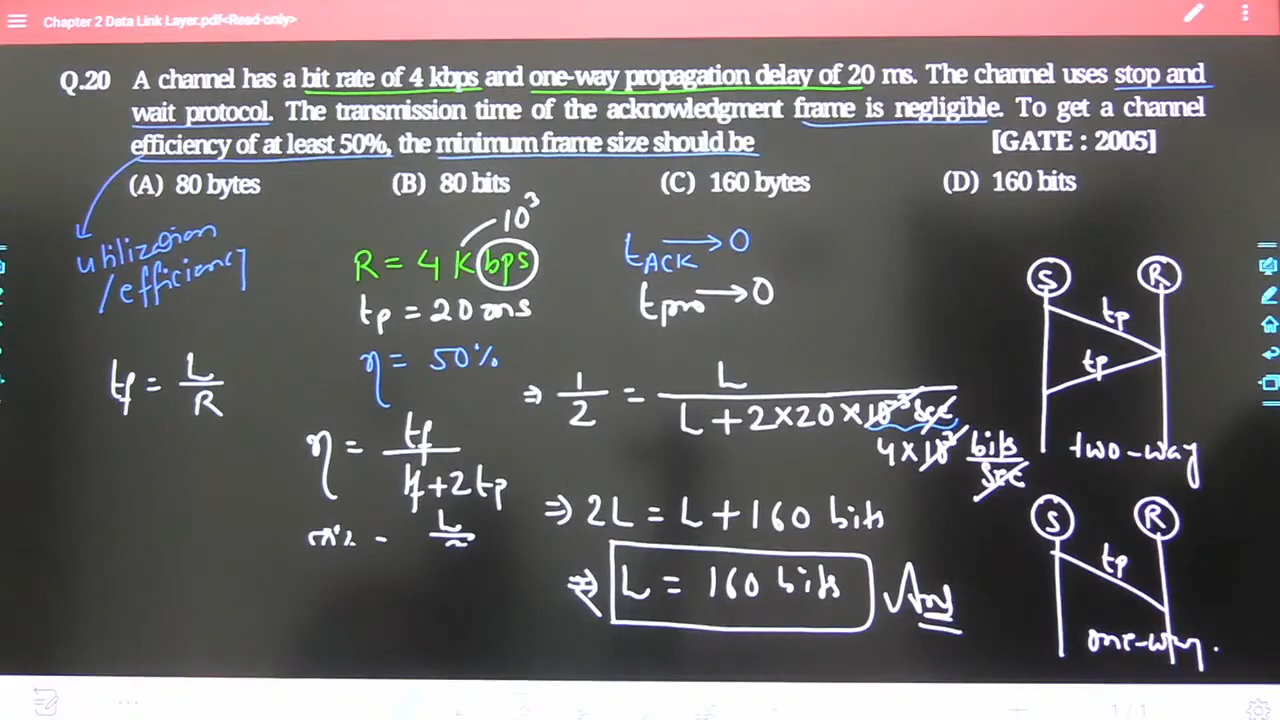 Chapter 2 Data Link Layer.pdf<Read-only>
Q.20 A channel has a bit rate of 4 kbps and one-way propagation delay of 20 ms. The channel uses stop and
wait protocol. The transmission time of the acknowledgment frame is negligible. To get a channel
efficiency of at least 50%, the minimum frame size should be [GATE : 2005]
(A) 80 bytes (B) 80 bits (C) 160 bytes (D) 160 bits
utilization
/efficiency
10³
R = 4 K bps
tp = 20 ms
η = 50%
tACK → 0
tpro → 0
tf = L/R
η = tf/(tf + 2tp)
50% = L/R
⇒ 1/2 = L/(L + 2×20×10⁻³ Sec
4×10³ bits/Sec
⇒ 2L = L + 160 bits
⇒ L = 160 bits Ans
S R
tp
tp
two-way
S R
tp
one-way.
1/1